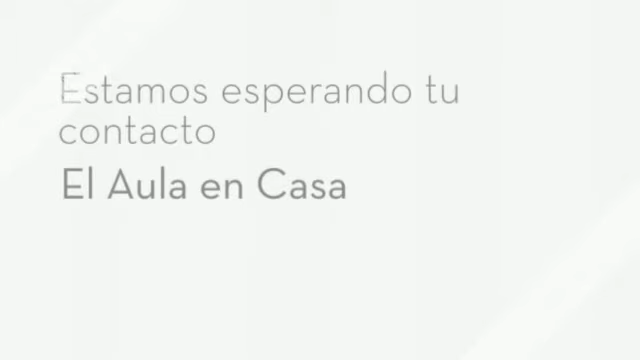 Estamos esperando tu
contacto
El Aula en Casa